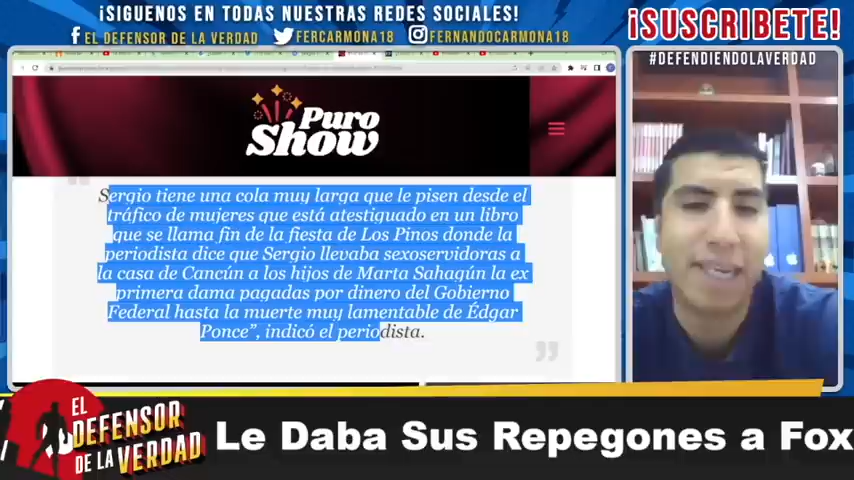 ¡SIGUENOS EN TODAS NUESTRAS REDES SOCIALES!
EL DEFENSOR DE LA VERDAD
FERCARMONA18
FERNANDOCARMONA18
¡SUSCRIBETE!
#DEFENDIENDOLAVERDAD
Puro
Show
Sergio tiene una cola muy larga que le pisen desde el
tráfico de mujeres que está atestiguado en un libro
que se llama fin de la fiesta de Los Pinos donde la
periodista dice que Sergio llevaba sexoservidoras a
la casa de Cancún a los hijos de Marta Sahagún la ex
primera dama pagadas por dinero del Gobierno
Federal hasta la muerte muy lamentable de Édgar
Ponce”, indicó el periodista.
EL
DEFENSOR
DE LA VERDAD
Le Daba Sus Repegones a Fox